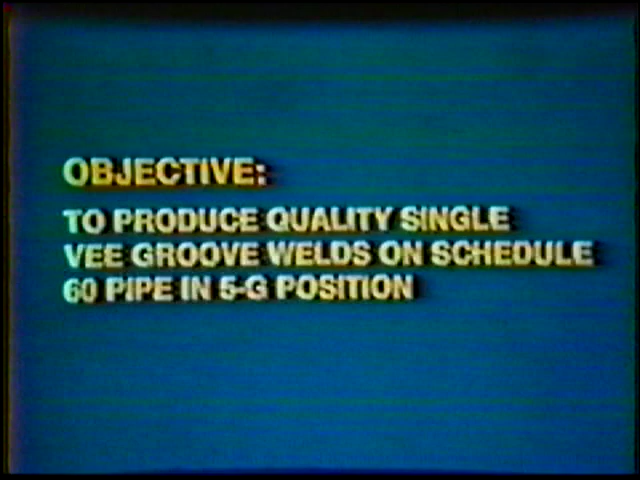 OBJECTIVE:
TO PRODUCE QUALITY SINGLE
VEE GROOVE WELDS ON SCHEDULE
60 PIPE IN 5-G POSITION